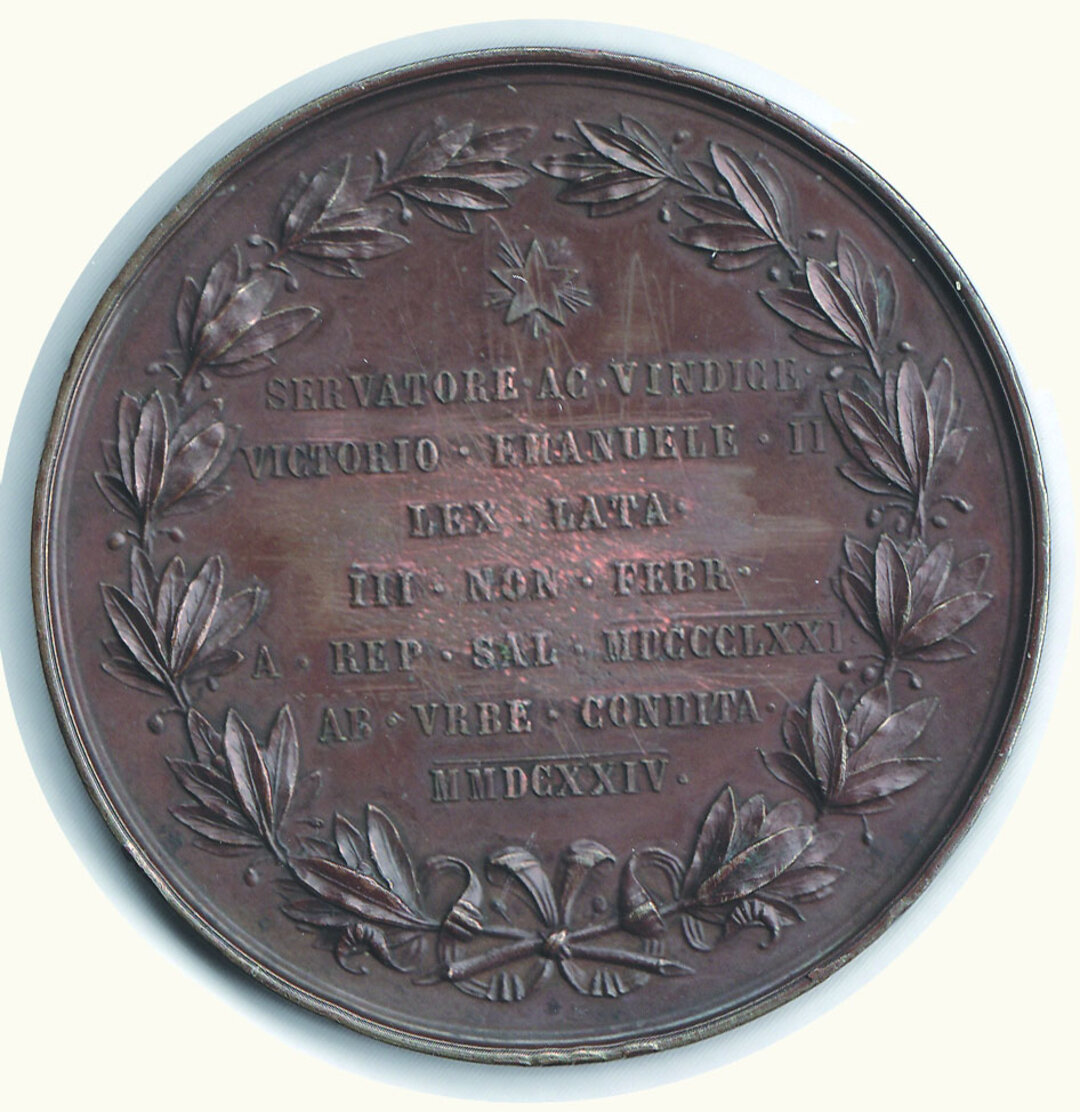 SERVATORE · AC · VINDICE ·
VICTORIO · EMANUELE · II
LEX · LATA ·
III · NON · FEBR ·
A · REP · SAL · MDCCCLXXI ·
AB · VRBE · CONDITA ·
MMDCXXIV ·